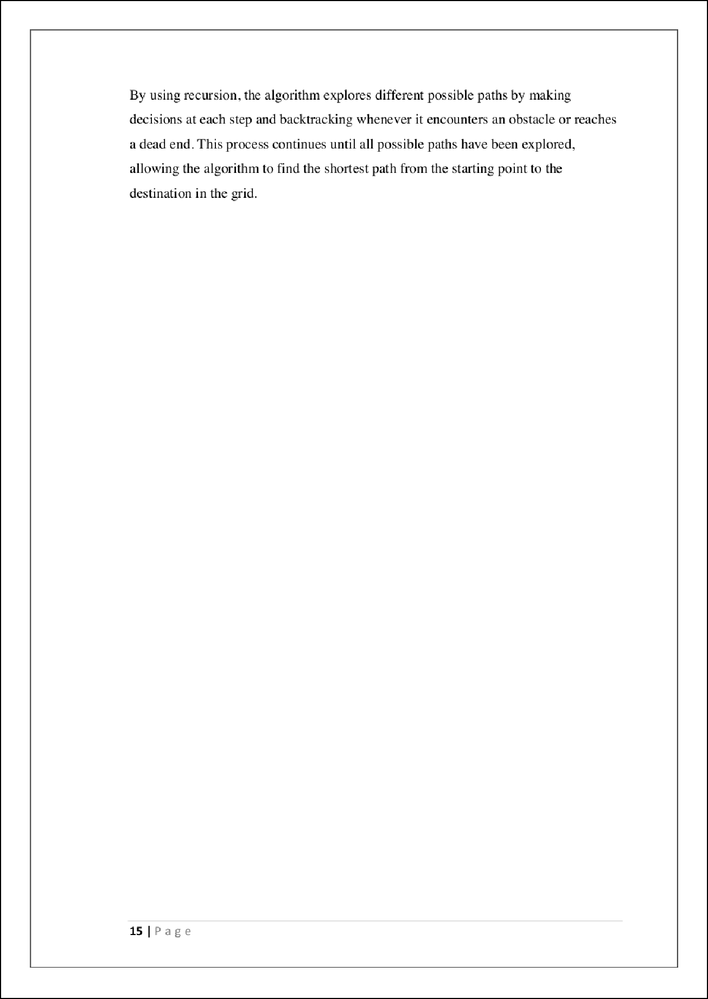 By using recursion, the algorithm explores different possible paths by making
decisions at each step and backtracking whenever it encounters an obstacle or reaches
a dead end. This process continues until all possible paths have been explored,
allowing the algorithm to find the shortest path from the starting point to the
destination in the grid.
15 | P a g e